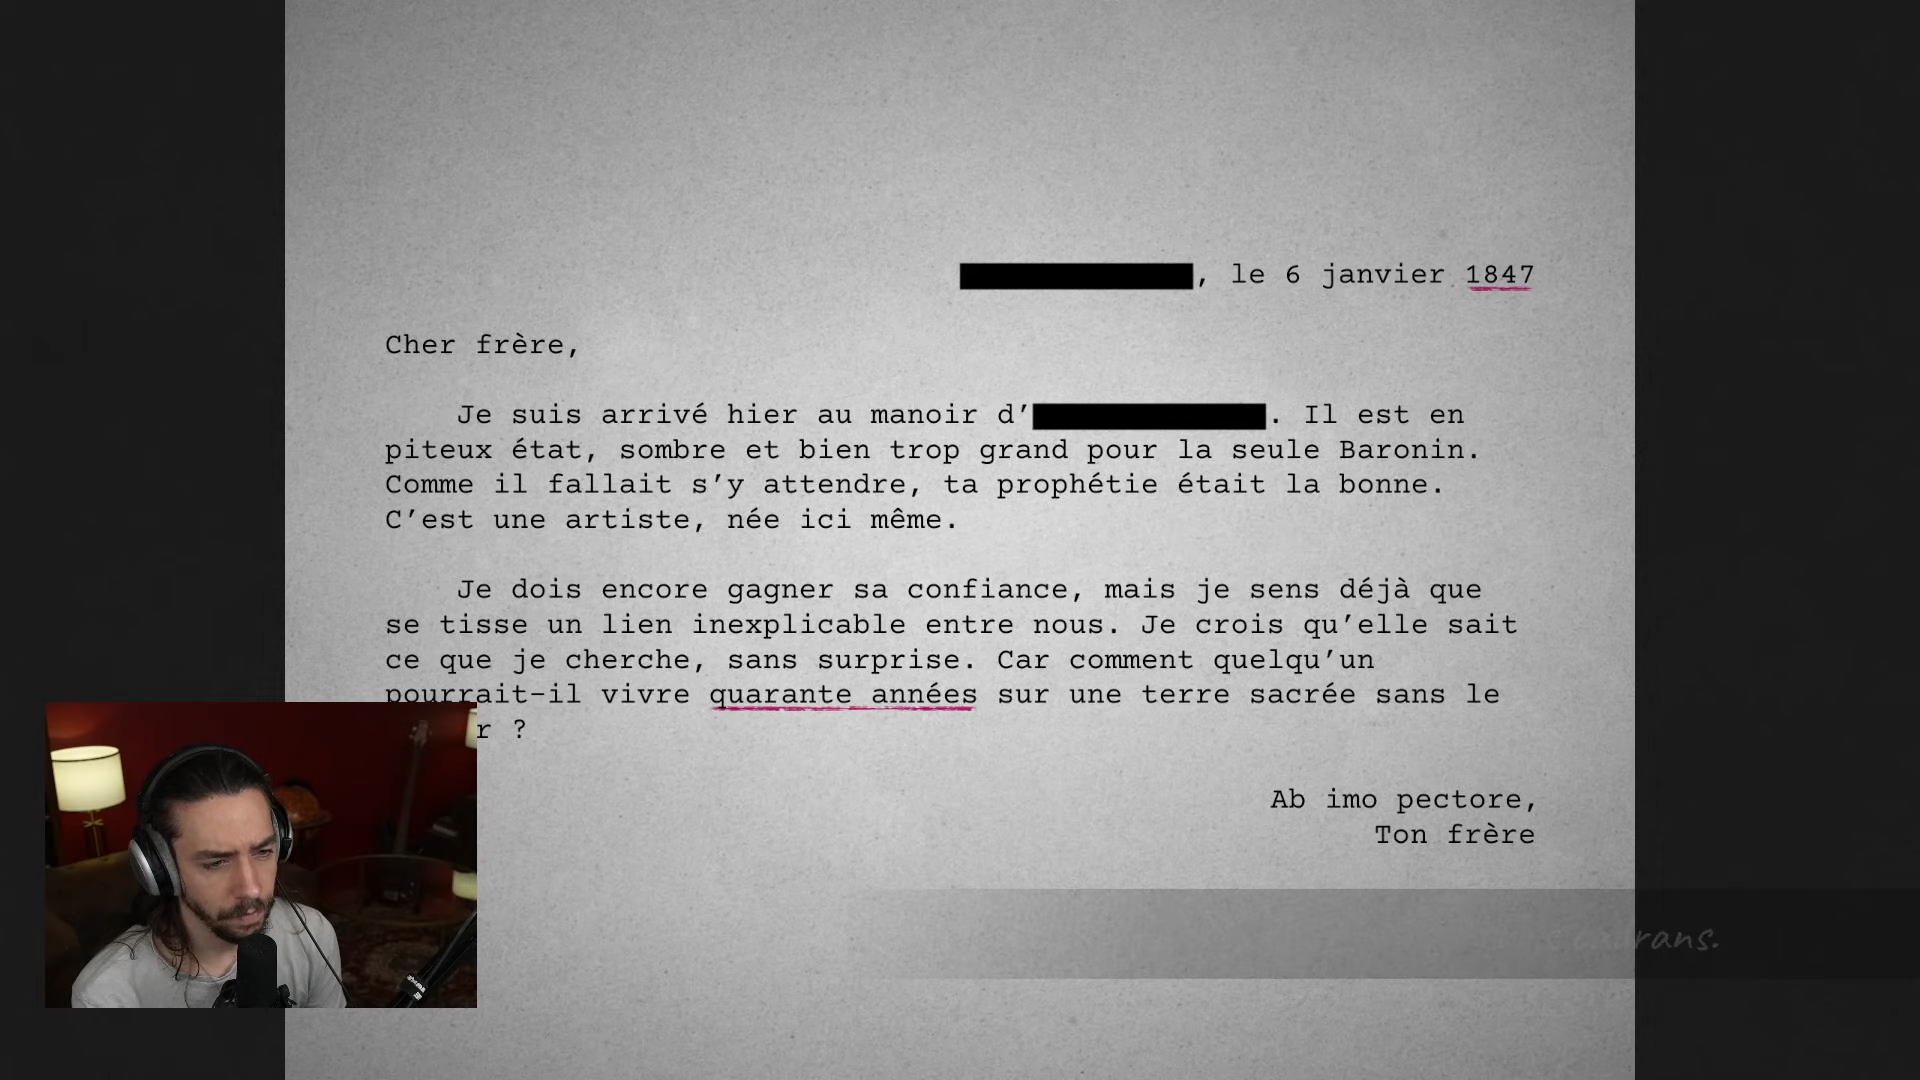 , le 6 janvier 1847
Cher frère,
Je suis arrivé hier au manoir d’. Il est en
piteux état, sombre et bien trop grand pour la seule Baronin.
Comme il fallait s’y attendre, ta prophétie était la bonne.
C’est une artiste, née ici même.
Je dois encore gagner sa confiance, mais je sens déjà que
se tisse un lien inexplicable entre nous. Je crois qu’elle sait
ce que je cherche, sans surprise. Car comment quelqu’un
pourrait-il vivre quarante années sur une terre sacrée sans le
r ?
Ab imo pectore,
Ton frère